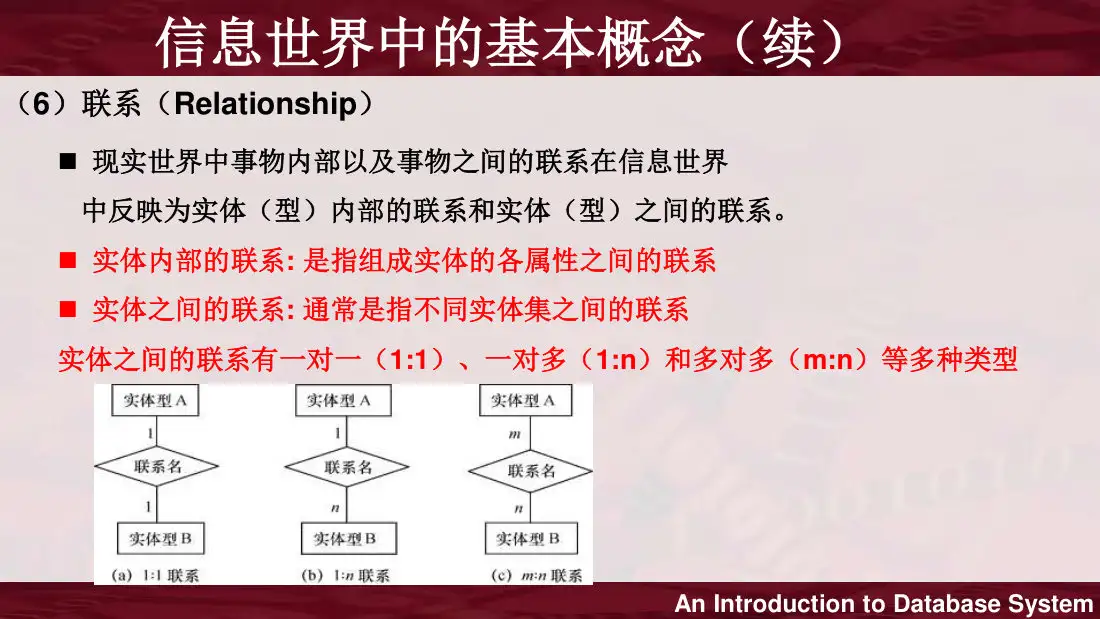 信息世界中的基本概念（续）
（6）联系（Relationship）
■ 现实世界中事物内部以及事物之间的联系在信息世界
中反映为实体（型）内部的联系和实体（型）之间的联系。
■ 实体内部的联系: 是指组成实体的各属性之间的联系
■ 实体之间的联系: 通常是指不同实体集之间的联系
实体之间的联系有一对一（1:1）、一对多（1:n）和多对多（m:n）等多种类型
实体型 A
1
联系名
1
实体型 B
(a) 1:1 联系
实体型 A
1
联系名
n
实体型 B
(b) 1:n 联系
实体型 A
m
联系名
n
实体型 B
(c) m:n 联系
An Introduction to Database System